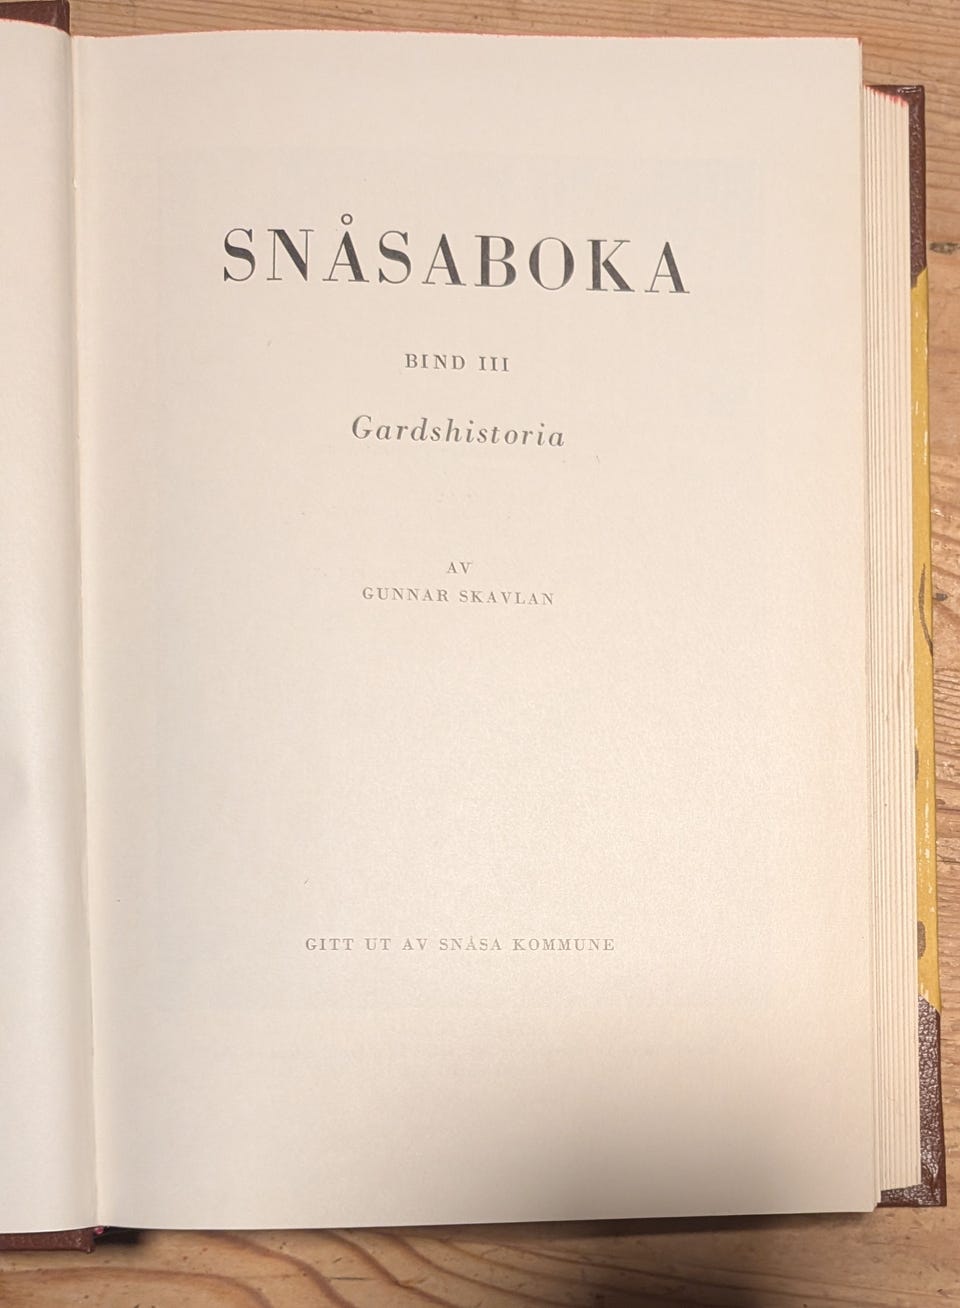 SNÅSABOKA
BIND III
Gardshistoria
AV
GUNNAR SKAVLAN
GITT UT AV SNÅSA KOMMUNE